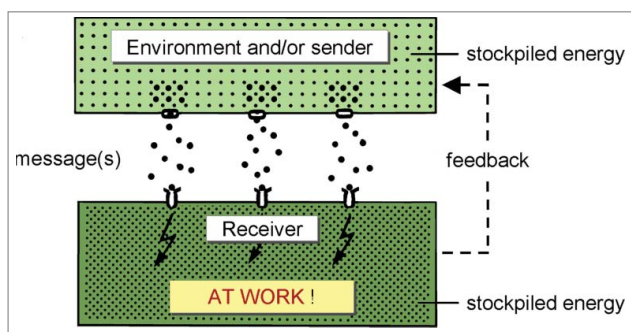 Environment and/or sender
stockpiled energy
message(s)
feedback
Receiver
AT WORK !
stockpiled energy